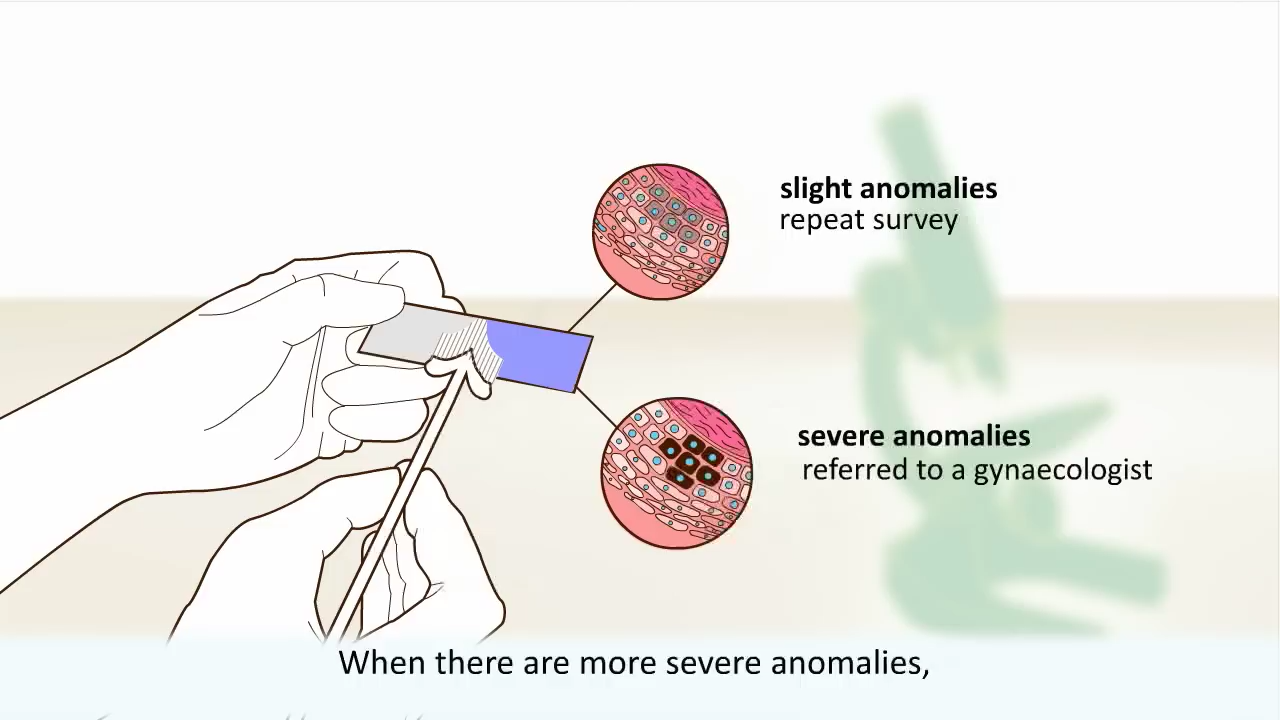 slight anomalies
repeat survey
severe anomalies
referred to a gynaecologist
When there are more severe anomalies,